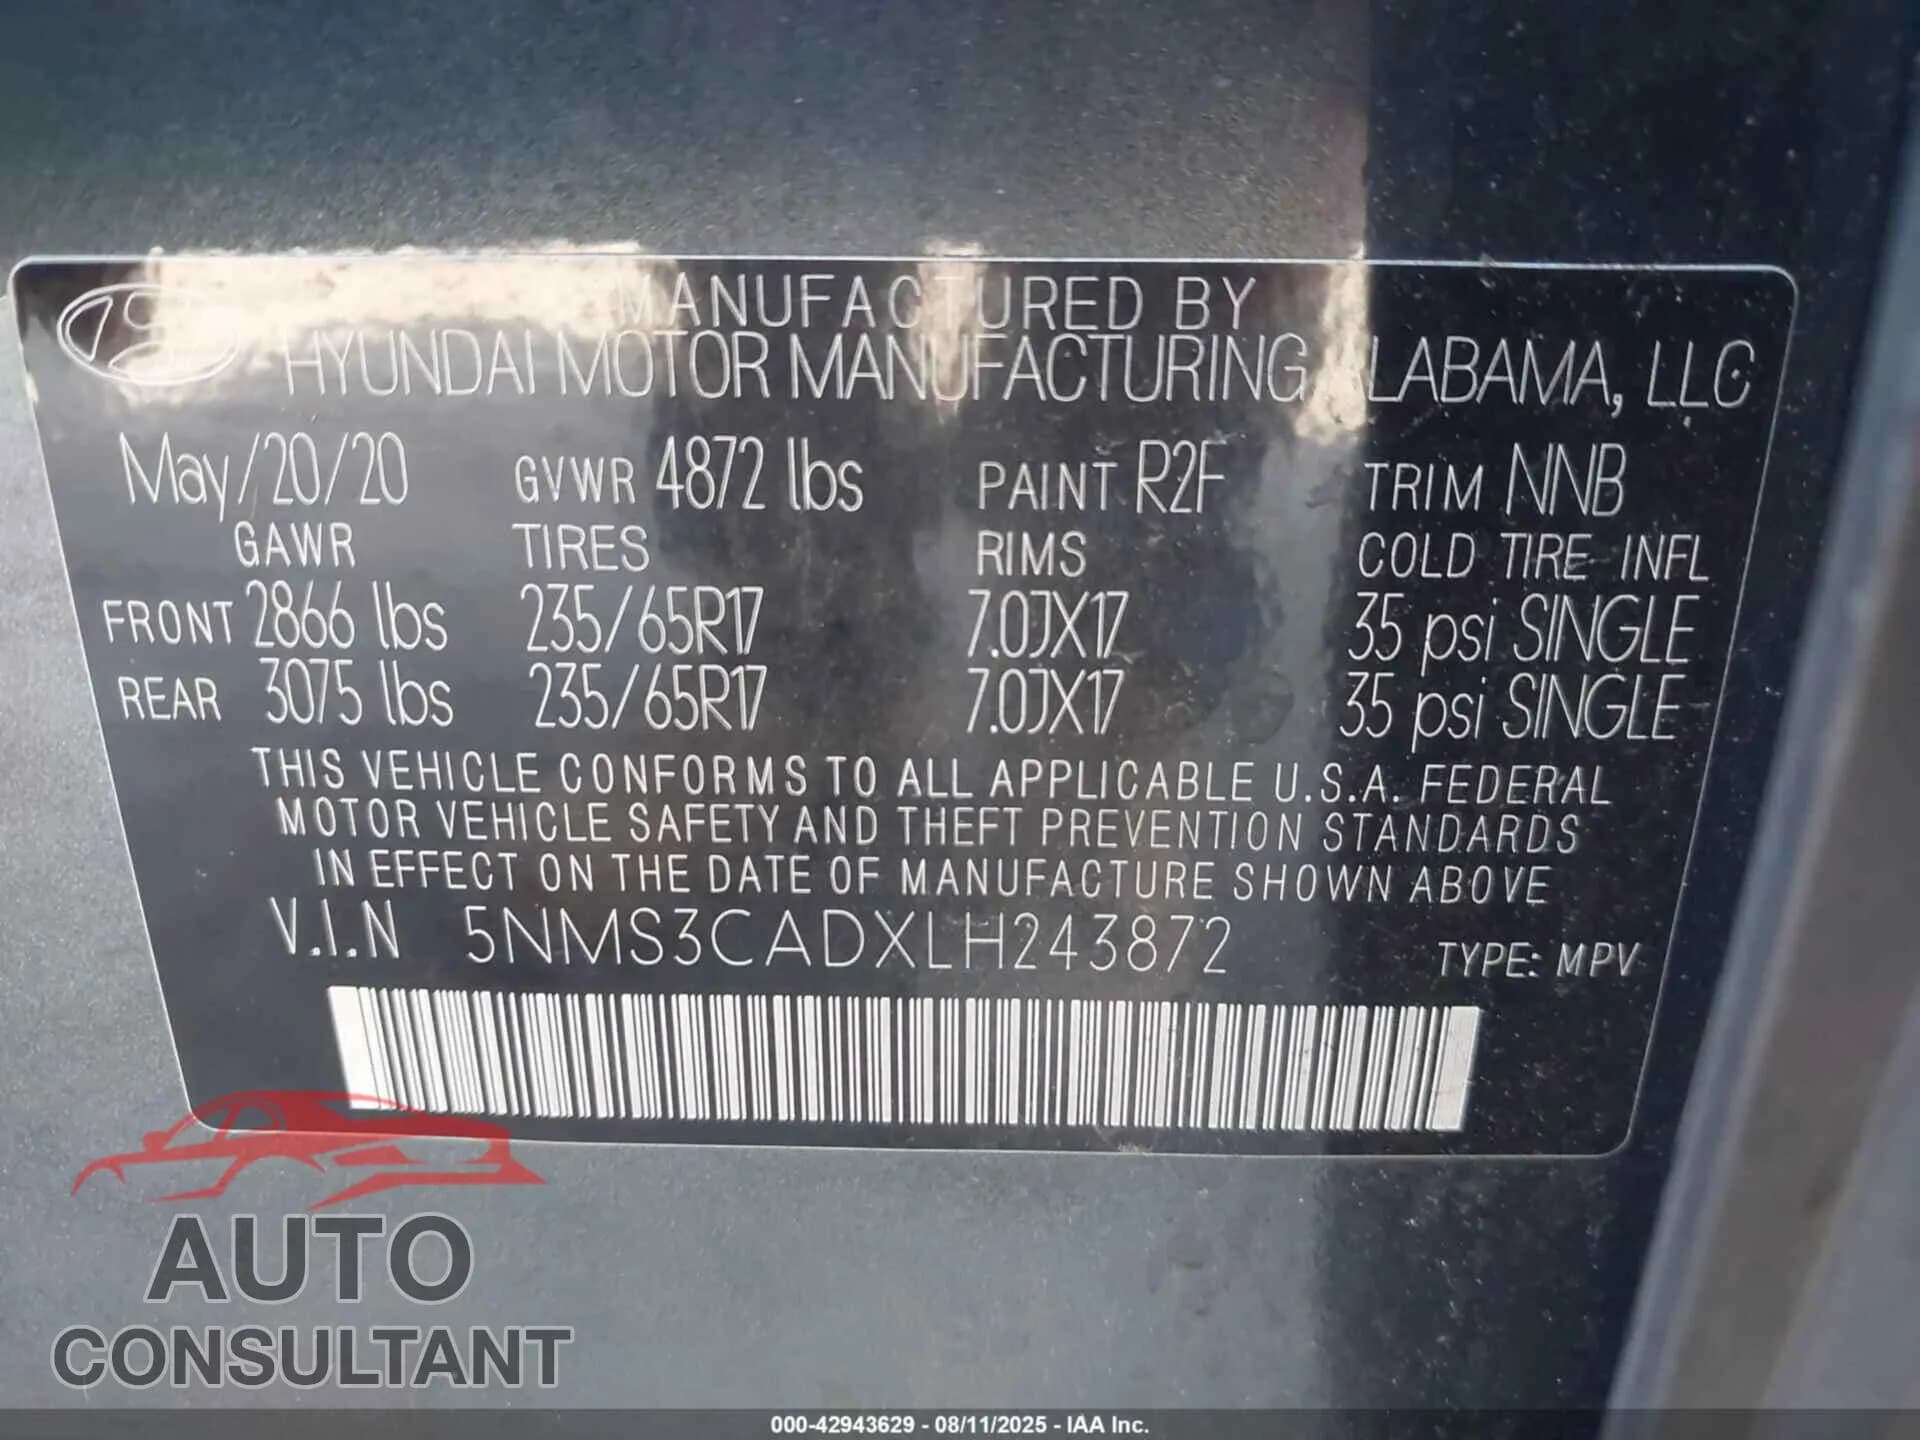 MANUFACTURED BY
HYUNDAI MOTOR MANUFACTURING ALABAMA, LLC
May/20/20 GVWR 4872 lbs PAINT R2F TRIM NNB
GAWR TIRES RIMS COLD TIRE INFL
FRONT 2866 lbs 235/65R17 7.0JX17 35 psi SINGLE
REAR 3075 lbs 235/65R17 7.0JX17 35 psi SINGLE
THIS VEHICLE CONFORMS TO ALL APPLICABLE U.S.A. FEDERAL
MOTOR VEHICLE SAFETY AND THEFT PREVENTION STANDARDS
IN EFFECT ON THE DATE OF MANUFACTURE SHOWN ABOVE
V.I.N 5NMS3CADXLH243872 TYPE: MPV
AUTO
CONSULTANT
000-42943629 - 08/11/2025 - IAA Inc.